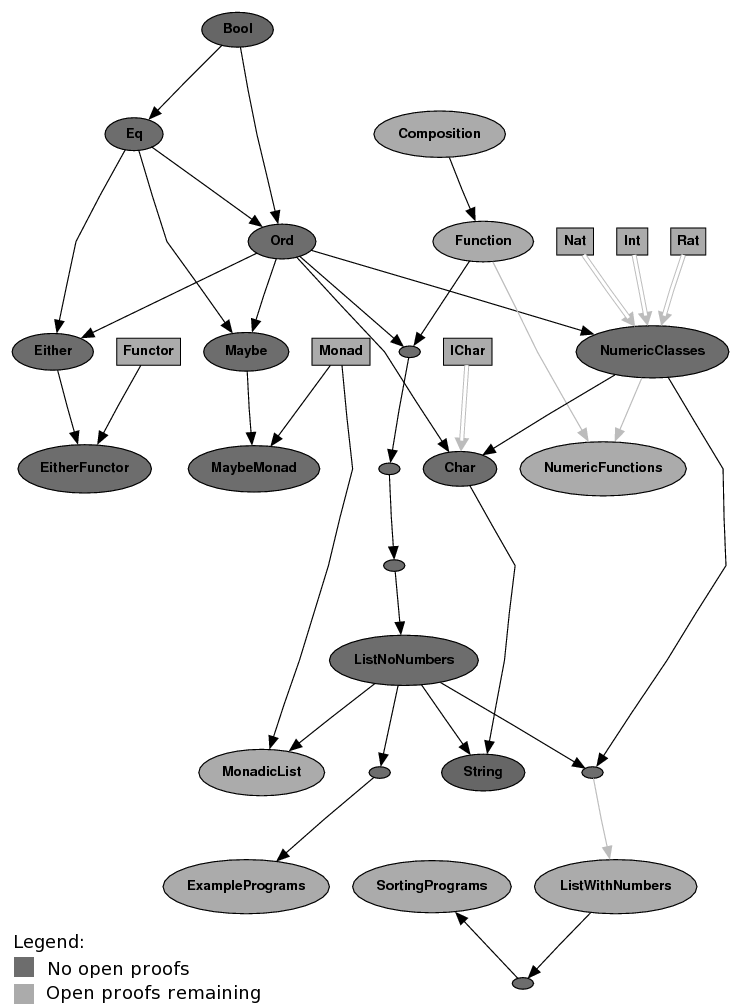 Bool
Eq
Composition
Ord
Function
Nat
Int
Rat
Either
Functor
Maybe
Monad
IChar
NumericClasses
EitherFunctor
MaybeMonad
Char
NumericFunctions
ListNoNumbers
MonadicList
String
ExamplePrograms
SortingPrograms
ListWithNumbers
Legend:
No open proofs
Open proofs remaining